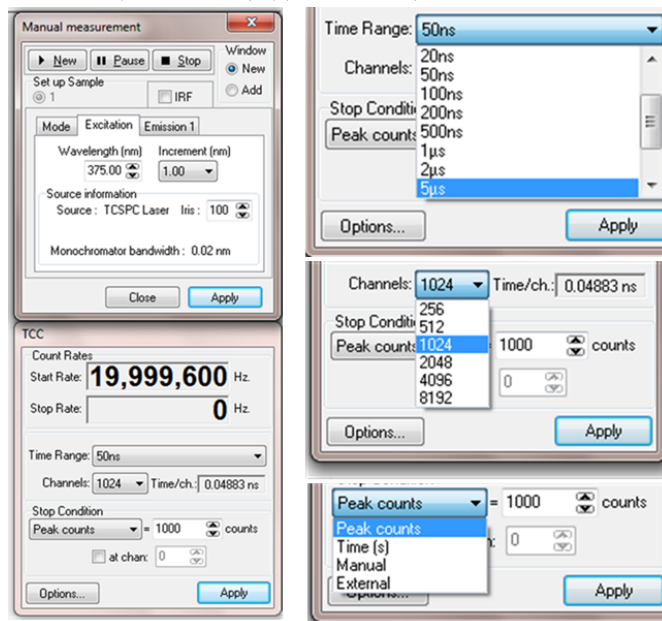 Manual measurement
New Pause Stop
Window
New
Add
Set up Sample
1
IRF
Mode Excitation Emission 1
Wavelength (nm) Increment (nm)
375.00 1.00
Source information
Source : TCSPC Laser Iris : 100
Monochromator bandwidth : 0.02 nm
Close Apply
TCC
Count Rates
Start Rate: 19,999,600 Hz.
Stop Rate: 0 Hz.
Time Range: 50ns
Channels: 1024 Time/ch.: 0.04883 ns
Stop Condition
Peak counts = 1000 counts
at chan: 0
Options... Apply
Time Range: 50ns
Channels:
20ns
50ns
100ns
200ns
500ns
1µs
2µs
5µs
Stop Conditi
Peak counts
Options... Apply
Channels: 1024 Time/ch.: 0.04883 ns
256
512
1024
2048
4096
8192
Stop Conditi
Peak counts 1000 counts
0
Options... Apply
Peak counts = 1000 counts
Peak counts
Time (s)
Manual
External
0
Apply